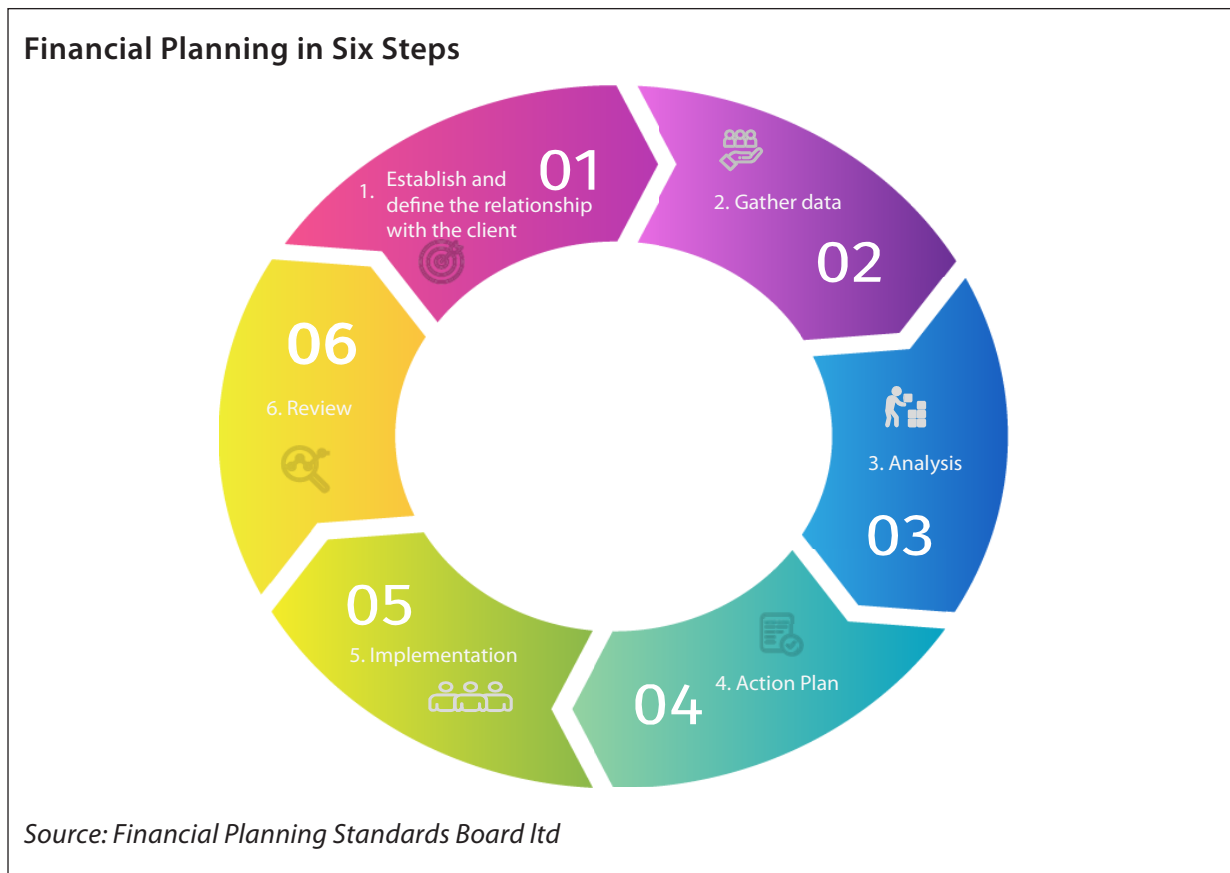 Financial Planning in Six Steps
01
1. Establish and
define the relationship
with the client
2. Gather data
02
3. Analysis
03
4. Action Plan
04
05
5. Implementation
06
6. Review
Source: Financial Planning Standards Board ltd